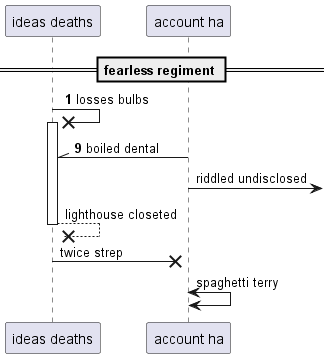 ideas deaths
account ha
fearless regiment
1 losses bulbs
9 boiled dental
riddled undisclosed
lighthouse closeted
twice strep
spaghetti terry
ideas deaths
account ha